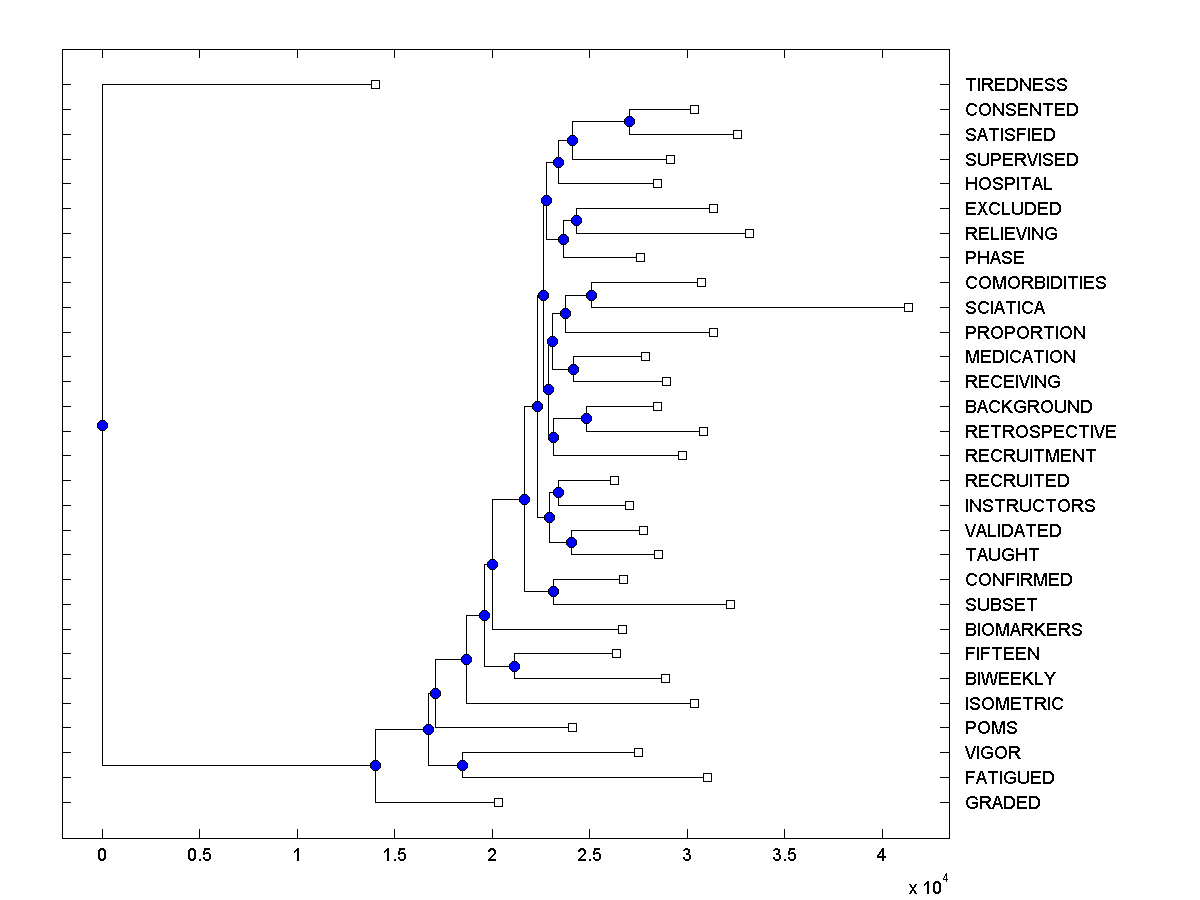 TIREDNESS
CONSENTED
SATISFIED
SUPERVISED
HOSPITAL
EXCLUDED
RELIEVING
PHASE
COMORBIDITIES
SCIATICA
PROPORTION
MEDICATION
RECEIVING
BACKGROUND
RETROSPECTIVE
RECRUITMENT
RECRUITED
INSTRUCTORS
VALIDATED
TAUGHT
CONFIRMED
SUBSET
BIOMARKERS
FIFTEEN
BIWEEKLY
ISOMETRIC
POMS
VIGOR
FATIGUED
GRADED
0 0.5 1 1.5 2 2.5 3 3.5 4
x 10^4